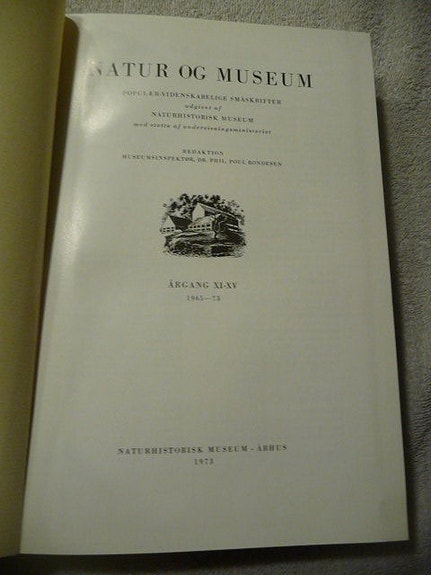 NATUR OG MUSEUM
POPULÆRVIDENSKABELIGE SMÅSKRIFTER
udgivet af
NATURHISTORISK MUSEUM
med støtte af undervisningsministeriet
REDAKTION
MUSEUMSINSPEKTØR, DR. PHIL. POUL BONDESEN
ÅRGANG XI-XV
1965—73
NATURHISTORISK MUSEUM - ÅRHUS
1973